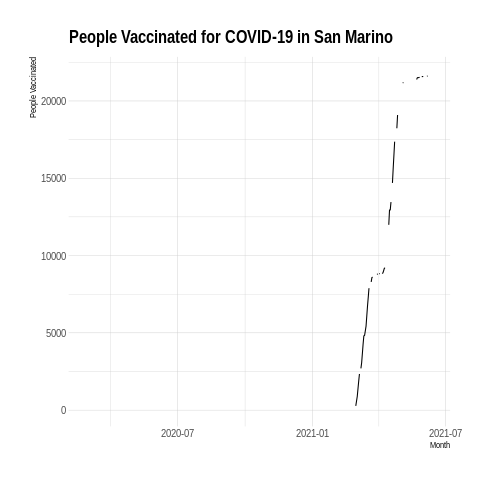 People Vaccinated for COVID-19 in San Marino
People Vaccinated
20000
15000
10000
5000
0
2020-07 2021-01 2021-07
Month